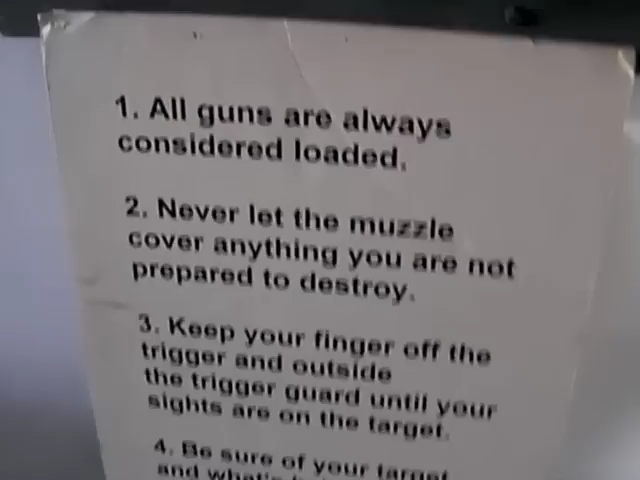 1. All guns are always
considered loaded.
2. Never let the muzzle
cover anything you are not
prepared to destroy.
3. Keep your finger off the
trigger and outside
the trigger guard until your
sights are on the target.
4. Be sure of your target
and what's